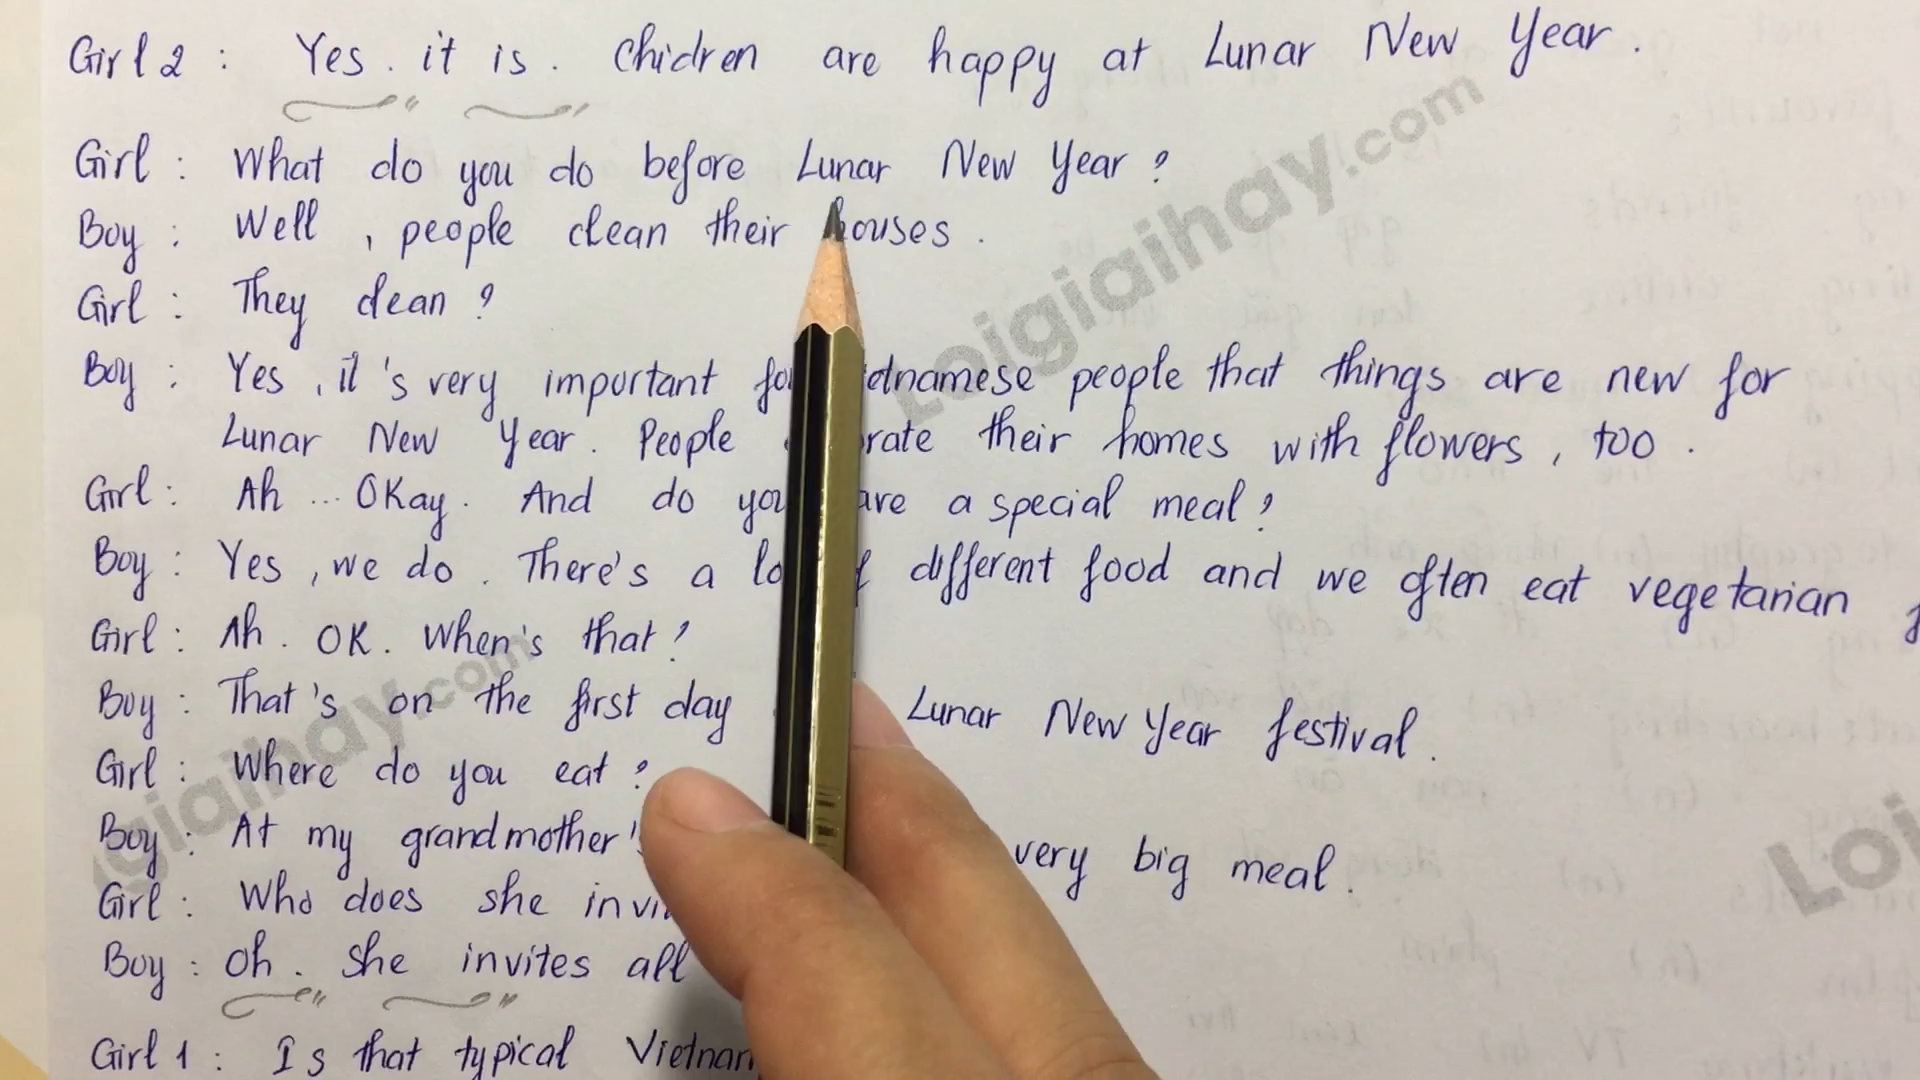 Girl 2 : Yes . it is . Chidren are happy at Lunar New Year .
Girl : What do you do before Lunar New Year ?
Boy : Well , people clean their houses .
Girl : They clean ?
Boy : Yes , it 's very important people that things are new for
Lunar New Year . People their homes with flowers , too .
Girl : Ah ... Okay . And do a special meal ?
Boy : Yes , we do . There's a different food and we often eat vegetarian
Girl : Ah . OK . When's that ?
Boy : That 's on the first day Lunar New Year festival .
Girl : Where do you eat ?
Boy : At my grandmother's very big meal .
Girl : Who does she
Boy : Oh . She invites all
Girl 1 : Is that typical
Loigiaihay.com